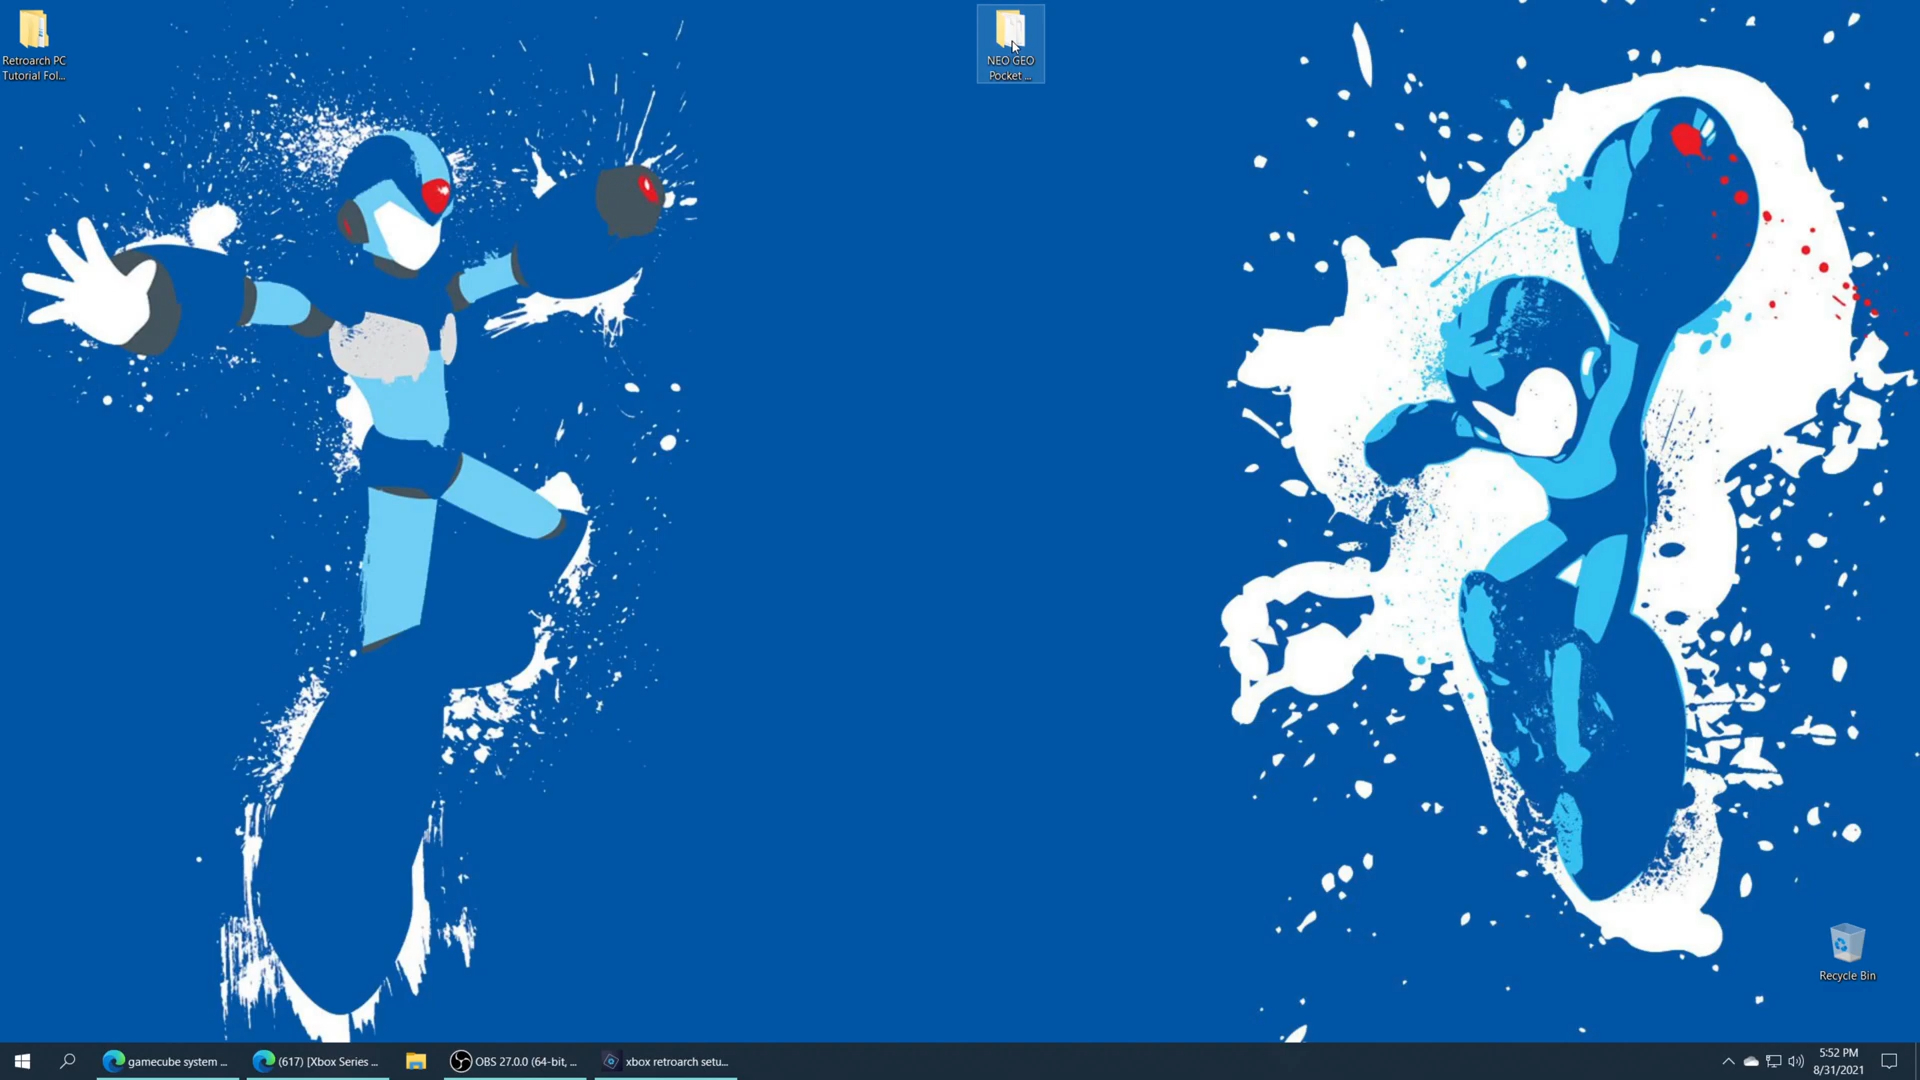 Retroarch PC
Tutorial Fol...
NEO GEO
Pocket ...
Recycle Bin
gamecube system ...
(617) [Xbox Series ...
OBS 27.0.0 (64-bit, ...
xbox retroarch setu...
5:52 PM
8/31/2021